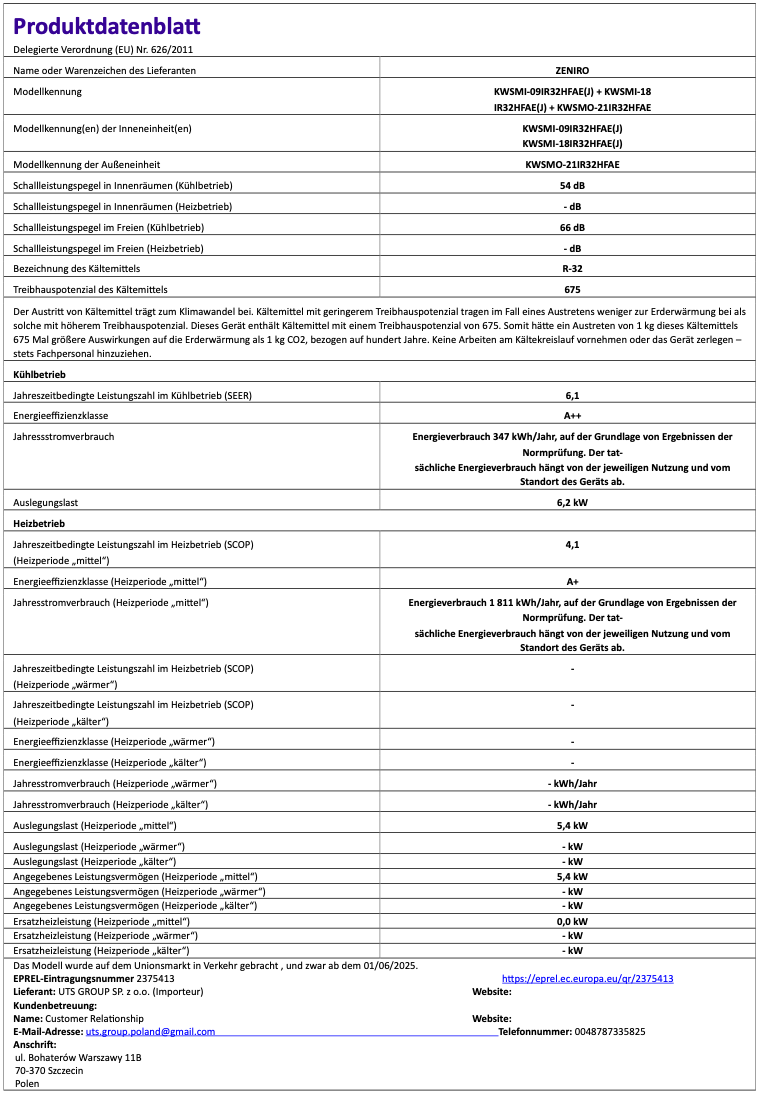 Produktdatenblatt
Delegierte Verordnung (EU) Nr. 626/2011
Name oder Warenzeichen des Lieferanten ZENIRO
Modellkennung KWSMI-09IR32HFAE(J) + KWSMI-18
IR32HFAE(J) + KWSMO-21IR32HFAE
Modellkennung(en) der Inneneinheit(en) KWSMI-09IR32HFAE(J)
KWSMI-18IR32HFAE(J)
Modellkennung der Außeneinheit KWSMO-21IR32HFAE
Schallleistungspegel in Innenräumen (Kühlbetrieb) 54 dB
Schallleistungspegel in Innenräumen (Heizbetrieb) - dB
Schallleistungspegel im Freien (Kühlbetrieb) 66 dB
Schallleistungspegel im Freien (Heizbetrieb) - dB
Bezeichnung des Kältemittels R-32
Treibhauspotenzial des Kältemittels 675
Der Austritt von Kältemittel trägt zum Klimawandel bei. Kältemittel mit geringerem Treibhauspotenzial tragen im Fall eines Austretens weniger zur Erderwärmung bei als
solche mit höherem Treibhauspotenzial. Dieses Gerät enthält Kältemittel mit einem Treibhauspotenzial von 675. Somit hätte ein Austreten von 1 kg dieses Kältemittels
675 Mal größere Auswirkungen auf die Erderwärmung als 1 kg CO2, bezogen auf hundert Jahre. Keine Arbeiten am Kältekreislauf vornehmen oder das Gerät zerlegen –
stets Fachpersonal hinzuziehen.
Kühlbetrieb
Jahreszeitbedingte Leistungszahl im Kühlbetrieb (SEER) 6,1
Energieeffizienzklasse A++
Jahressstromverbrauch Energieverbrauch 347 kWh/Jahr, auf der Grundlage von Ergebnissen der
Normprüfung. Der tat-
sächliche Energieverbrauch hängt von der jeweiligen Nutzung und vom
Standort des Geräts ab.
Auslegungslast 6,2 kW
Heizbetrieb
Jahreszeitbedingte Leistungszahl im Heizbetrieb (SCOP) 4,1
(Heizperiode „mittel“)
Energieeffizienzklasse (Heizperiode „mittel“) A+
Jahresstromverbrauch (Heizperiode „mittel“) Energieverbrauch 1 811 kWh/Jahr, auf der Grundlage von Ergebnissen der
Normprüfung. Der tat-
sächliche Energieverbrauch hängt von der jeweiligen Nutzung und vom
Standort des Geräts ab.
Jahreszeitbedingte Leistungszahl im Heizbetrieb (SCOP) -
(Heizperiode „wärmer“)
Jahreszeitbedingte Leistungszahl im Heizbetrieb (SCOP) -
(Heizperiode „kälter“)
Energieeffizienzklasse (Heizperiode „wärmer“) -
Energieeffizienzklasse (Heizperiode „kälter“) -
Jahresstromverbrauch (Heizperiode „wärmer“) - kWh/Jahr
Jahresstromverbrauch (Heizperiode „kälter“) - kWh/Jahr
Auslegungslast (Heizperiode „mittel“) 5,4 kW
Auslegungslast (Heizperiode „wärmer“) - kW
Auslegungslast (Heizperiode „kälter“) - kW
Angegebenes Leistungsvermögen (Heizperiode „mittel“) 5,4 kW
Angegebenes Leistungsvermögen (Heizperiode „wärmer“) - kW
Angegebenes Leistungsvermögen (Heizperiode „kälter“) - kW
Ersatzheizleistung (Heizperiode „mittel“) 0,0 kW
Ersatzheizleistung (Heizperiode „wärmer“) - kW
Ersatzheizleistung (Heizperiode „kälter“) - kW
Das Modell wurde auf dem Unionsmarkt in Verkehr gebracht , und zwar ab dem 01/06/2025.
EPREL-Eintragungsnummer 2375413 https://eprel.ec.europa.eu/qr/2375413
Lieferant: UTS GROUP SP. z o.o. (Importeur) Website:
Kundenbetreuung:
Name: Customer Relationship Website:
E-Mail-Adresse: uts.group.poland@gmail.com Telefonnummer: 0048787335825
Anschrift:
ul. Bohaterów Warszawy 11B
70-370 Szczecin
Polen